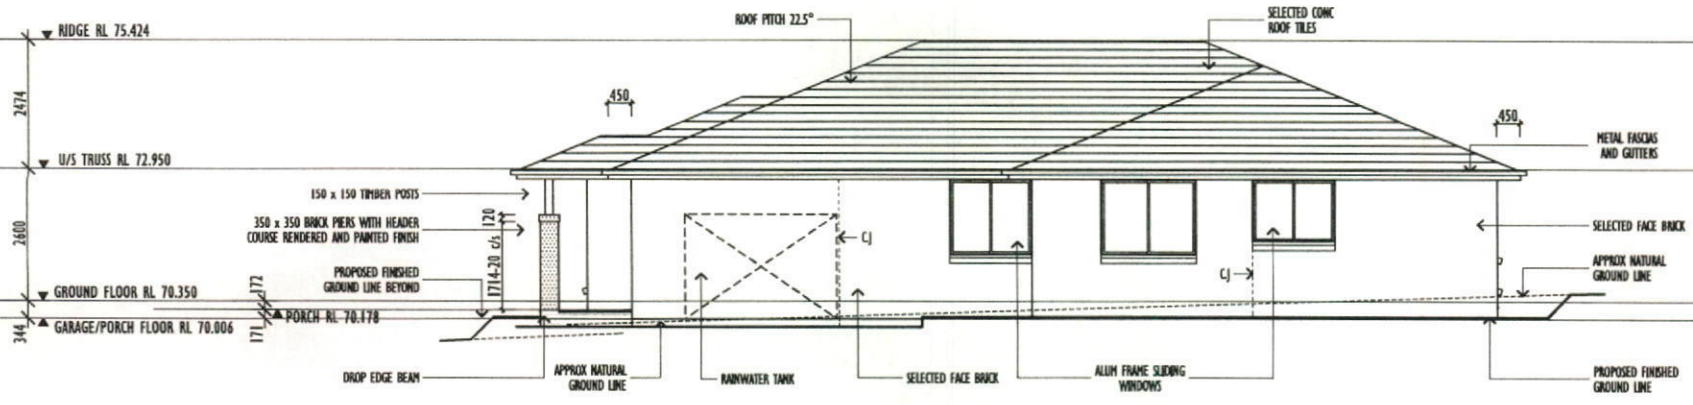 ROOF PITCH 22.5°
SELECTED CONC
ROOF TILES
RIDGE RL 75.424
2474
450
450
METAL FASCIAS
AND GUTTERS
U/S TRUSS RL 72.950
150 x 150 TIMBER POSTS
350 x 350 BRICK PIERS WITH HEADER
COURSE RENDERED AND PAINTED FINISH
120
1714-20 c/s
2600
CJ
SELECTED FACE BRICK
PROPOSED FINISHED
GROUND LINE BEYOND
CJ
APPROX NATURAL
GROUND LINE
172
GROUND FLOOR RL 70.350
PORCH RL 70.178
171
344
GARAGE/PORCH FLOOR RL 70.006
DROP EDGE BEAM
APPROX NATURAL
GROUND LINE
RAINWATER TANK
SELECTED FACE BRICK
ALUM FRAME SLIDING
WINDOWS
PROPOSED FINISHED
GROUND LINE